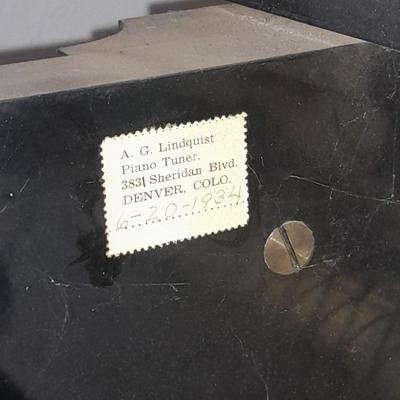 A. G. Lindquist
Piano Tuner.
3831 Sheridan Blvd.
DENVER, COLO.
6-20-1934